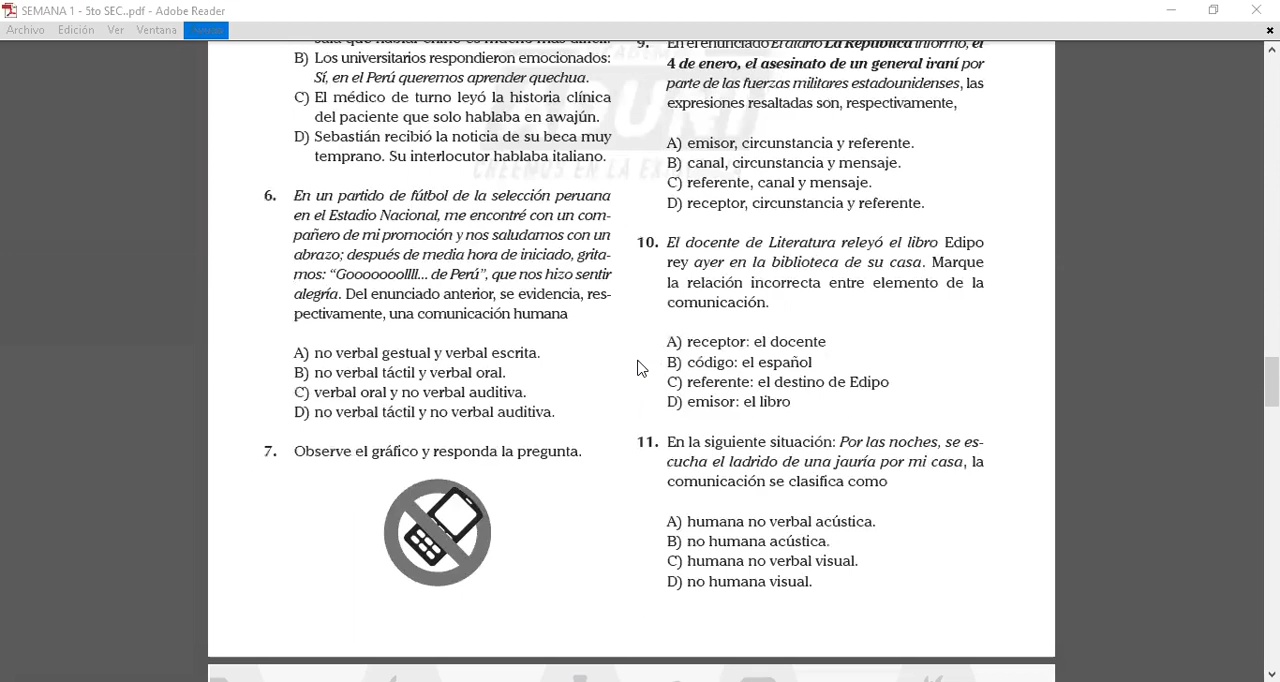 SEMANA 1 - 5to SEC..pdf - Adobe Reader
Archivo Edición Ver Ventana
B) Los universitarios respondieron emocionados:
Sí, en el Perú queremos aprender quechua.
C) El médico de turno leyó la historia clínica
del paciente que solo hablaba en awajún.
D) Sebastián recibió la noticia de su beca muy
temprano. Su interlocutor hablaba italiano.
6. En un partido de fútbol de la selección peruana
en el Estadio Nacional, me encontré con un com-
pañero de mi promoción y nos saludamos con un
abrazo; después de media hora de iniciado, grita-
mos: “Gooooooollll... de Perú”, que nos hizo sentir
alegría. Del enunciado anterior, se evidencia, res-
pectivamente, una comunicación humana
A) no verbal gestual y verbal escrita.
B) no verbal táctil y verbal oral.
C) verbal oral y no verbal auditiva.
D) no verbal táctil y no verbal auditiva.
7. Observe el gráfico y responda la pregunta.
9. En el enunciado El diario La República informó, el
4 de enero, el asesinato de un general iraní por
parte de las fuerzas militares estadounidenses, las
expresiones resaltadas son, respectivamente,
A) emisor, circunstancia y referente.
B) canal, circunstancia y mensaje.
C) referente, canal y mensaje.
D) receptor, circunstancia y referente.
10. El docente de Literatura releyó el libro Edipo
rey ayer en la biblioteca de su casa. Marque
la relación incorrecta entre elemento de la
comunicación.
A) receptor: el docente
B) código: el español
C) referente: el destino de Edipo
D) emisor: el libro
11. En la siguiente situación: Por las noches, se es-
cucha el ladrido de una jauría por mi casa, la
comunicación se clasifica como
A) humana no verbal acústica.
B) no humana acústica.
C) humana no verbal visual.
D) no humana visual.